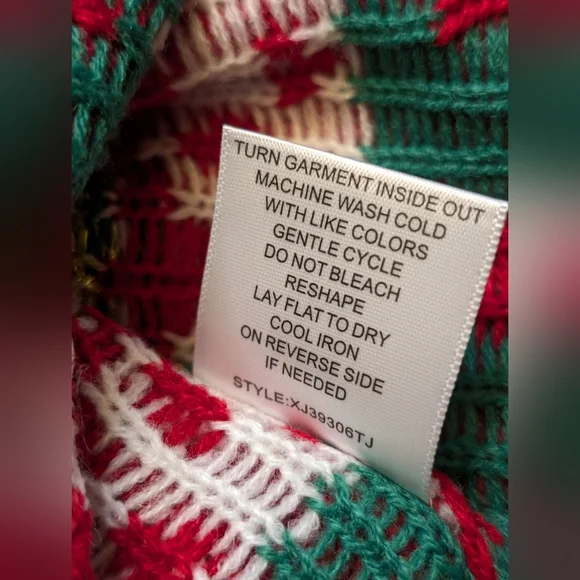 TURN GARMENT INSIDE OUT
MACHINE WASH COLD
WITH LIKE COLORS
GENTLE CYCLE
DO NOT BLEACH
RESHAPE
LAY FLAT TO DRY
COOL IRON
ON REVERSE SIDE
IF NEEDED
STYLE:XJ39306TJ